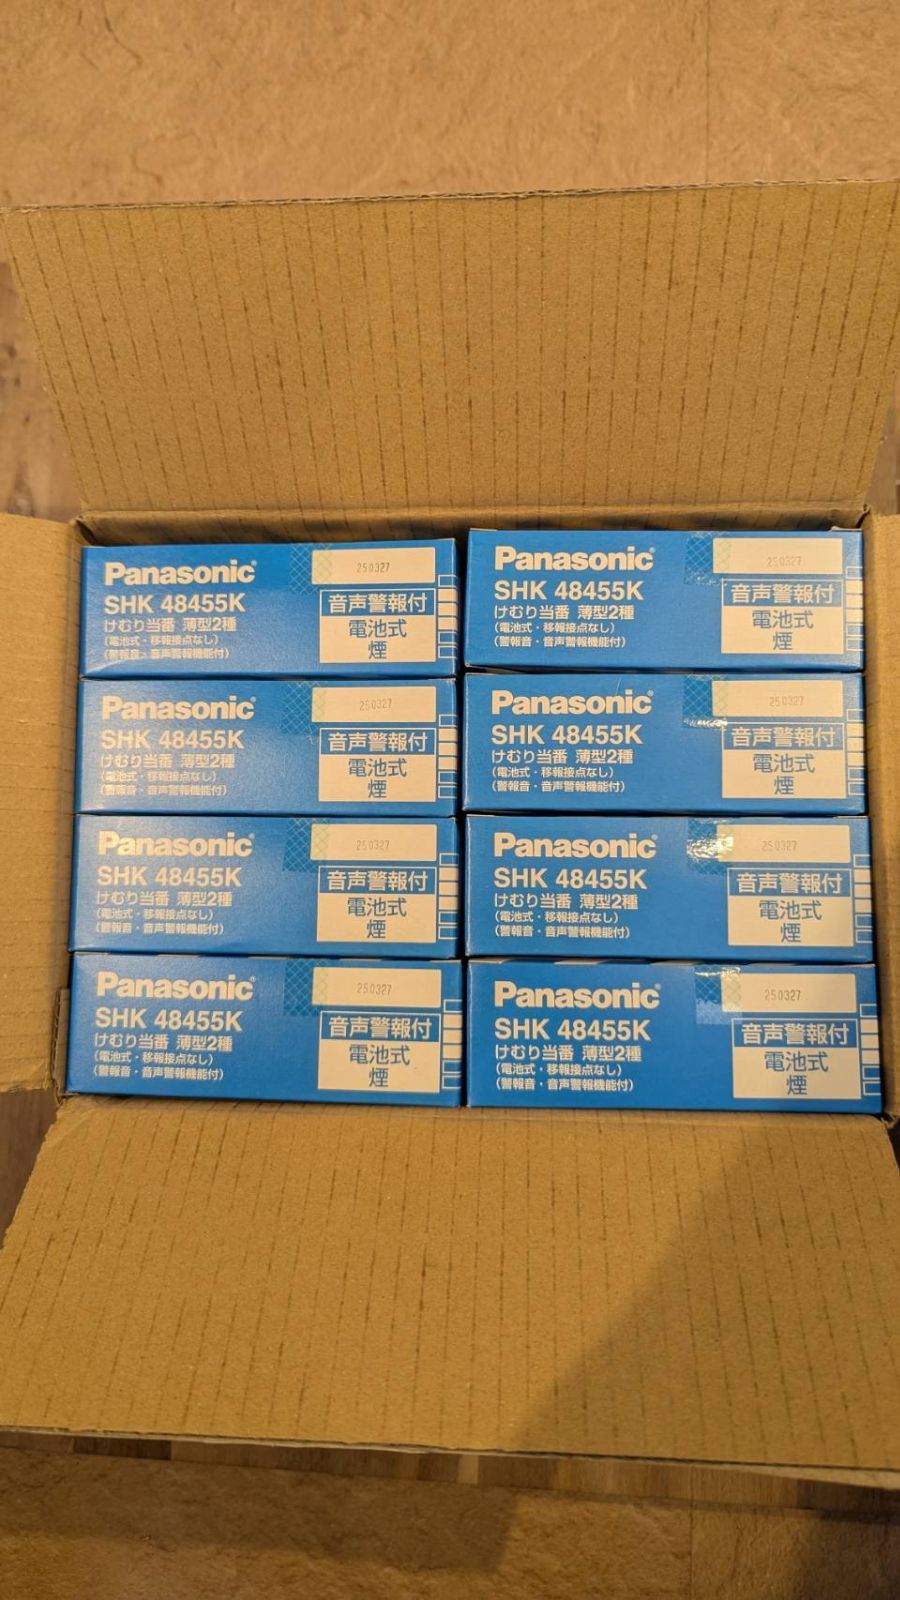 Panasonic
SHK 48455K
けむり当番 薄型2種
(電池式・移報接点なし)
(警報音・音声警報機能付)
250327
音声警報付
電池式
煙
Panasonic
SHK 48455K
けむり当番 薄型2種
(電池式・移報接点なし)
(警報音・音声警報機能付)
250327
音声警報付
電池式
煙
Panasonic
SHK 48455K
けむり当番 薄型2種
(電池式・移報接点なし)
(警報音・音声警報機能付)
250327
音声警報付
電池式
煙
Panasonic
SHK 48455K
けむり当番 薄型2種
(電池式・移報接点なし)
(警報音・音声警報機能付)
250327
音声警報付
電池式
煙
Panasonic
SHK 48455K
けむり当番 薄型2種
(電池式・移報接点なし)
(警報音・音声警報機能付)
250327
音声警報付
電池式
煙
Panasonic
SHK 48455K
けむり当番 薄型2種
(電池式・移報接点なし)
(警報音・音声警報機能付)
250327
音声警報付
電池式
煙
Panasonic
SHK 48455K
けむり当番 薄型2種
(電池式・移報接点なし)
(警報音・音声警報機能付)
250327
音声警報付
電池式
煙
Panasonic
SHK 48455K
けむり当番 薄型2種
(電池式・移報接点なし)
(警報音・音声警報機能付)
250327
音声警報付
電池式
煙